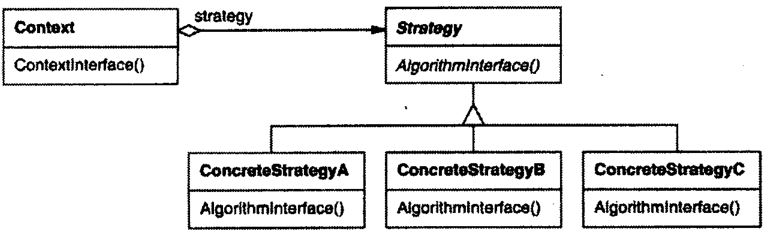 Context
strategy
Strategy
ContextInterface()
AlgorithmInterface()
ConcreteStrategyA
ConcreteStrategyB
ConcreteStrategyC
AlgorithmInterface()
AlgorithmInterface()
AlgorithmInterface()